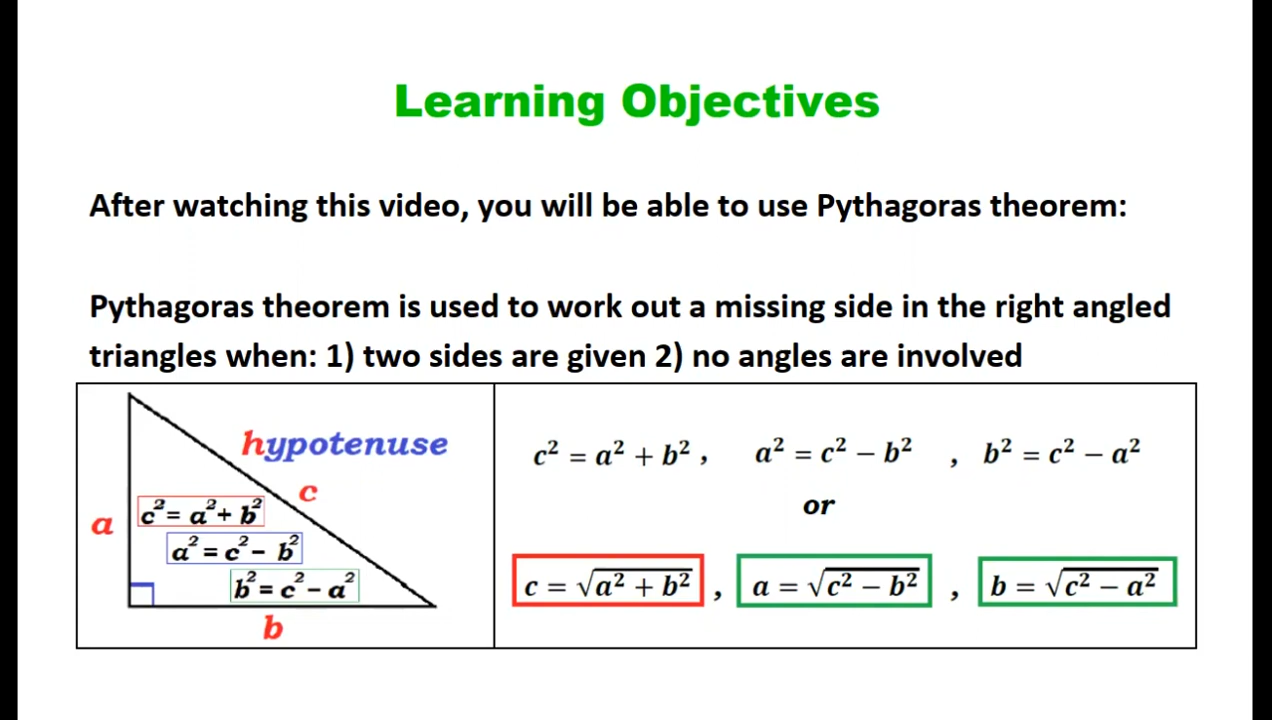 Learning Objectives
After watching this video, you will be able to use Pythagoras theorem:
Pythagoras theorem is used to work out a missing side in the right angled
triangles when: 1) two sides are given 2) no angles are involved
hypotenuse
c
a
c² = a² + b²
a² = c² − b²
b² = c² − a²
b
c² = a² + b² , a² = c² − b² , b² = c² − a²
or
c = √(a² + b²) , a = √(c² − b²) , b = √(c² − a²)